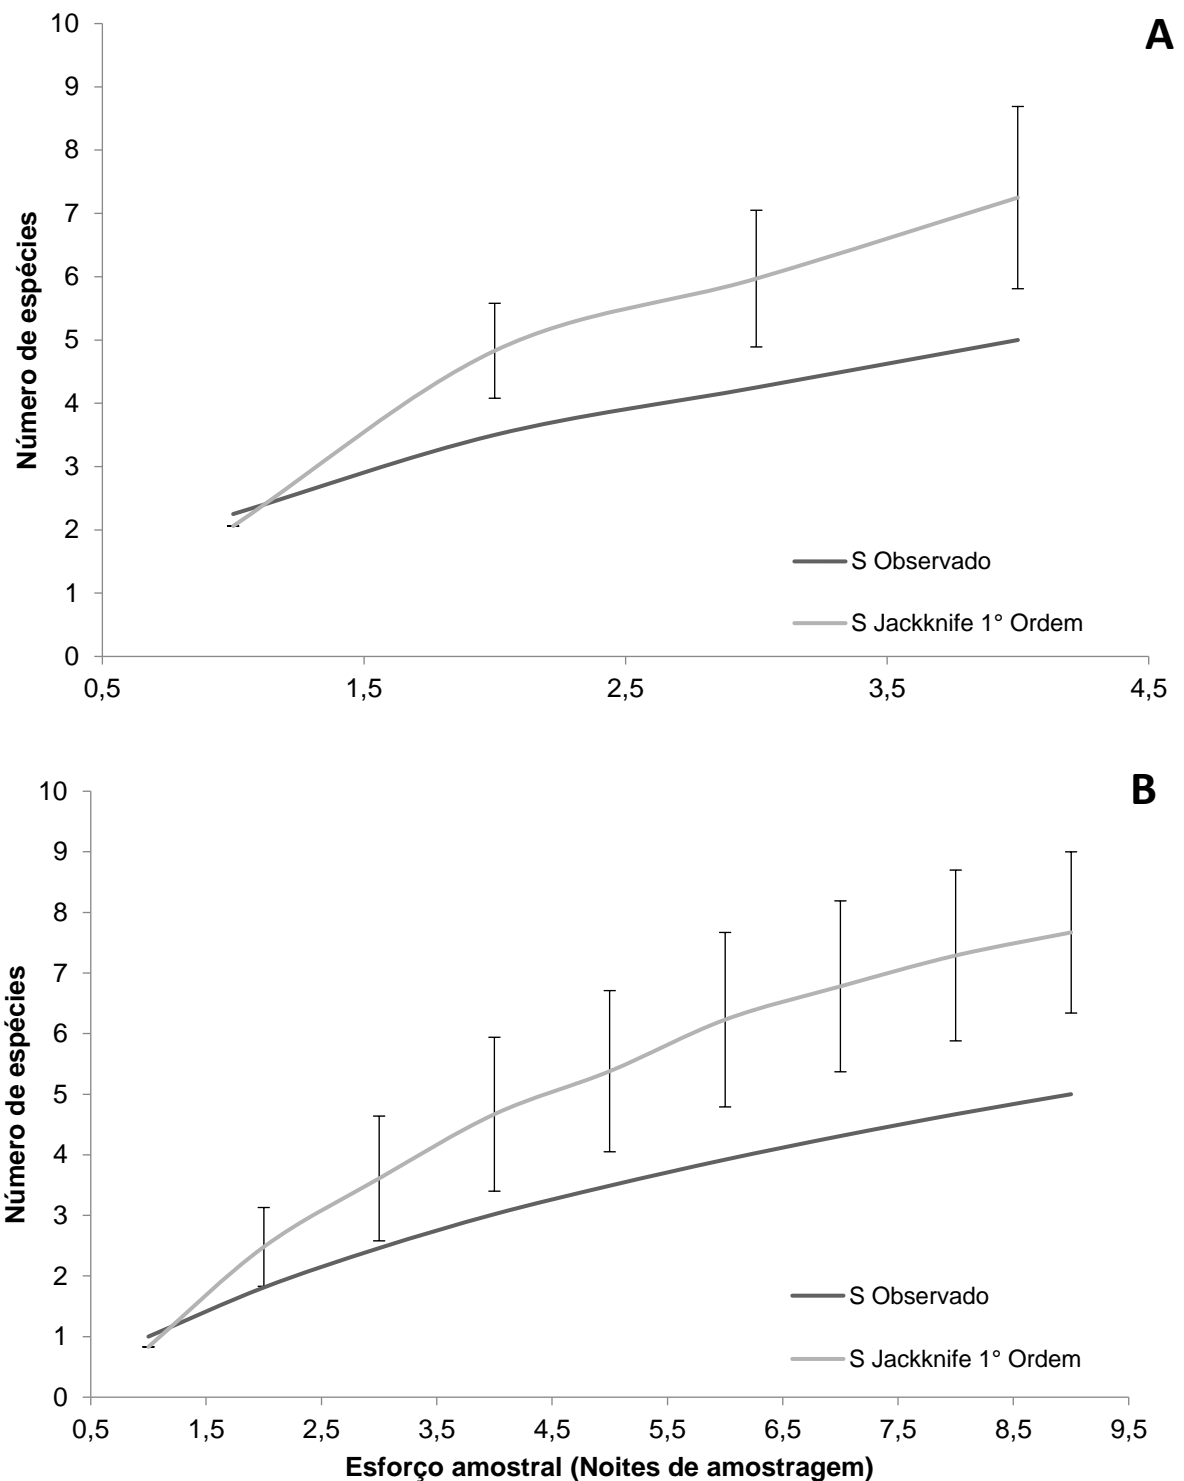 A
10
9
8
7
6
5
4
3
2
1
0
Número de espécies
S Observado
S Jackknife 1° Ordem
0,5 1,5 2,5 3,5 4,5
B
10
9
8
7
6
5
4
3
2
1
0
Número de espécies
S Observado
S Jackknife 1° Ordem
0,5 1,5 2,5 3,5 4,5 5,5 6,5 7,5 8,5 9,5
Esforço amostral (Noites de amostragem)